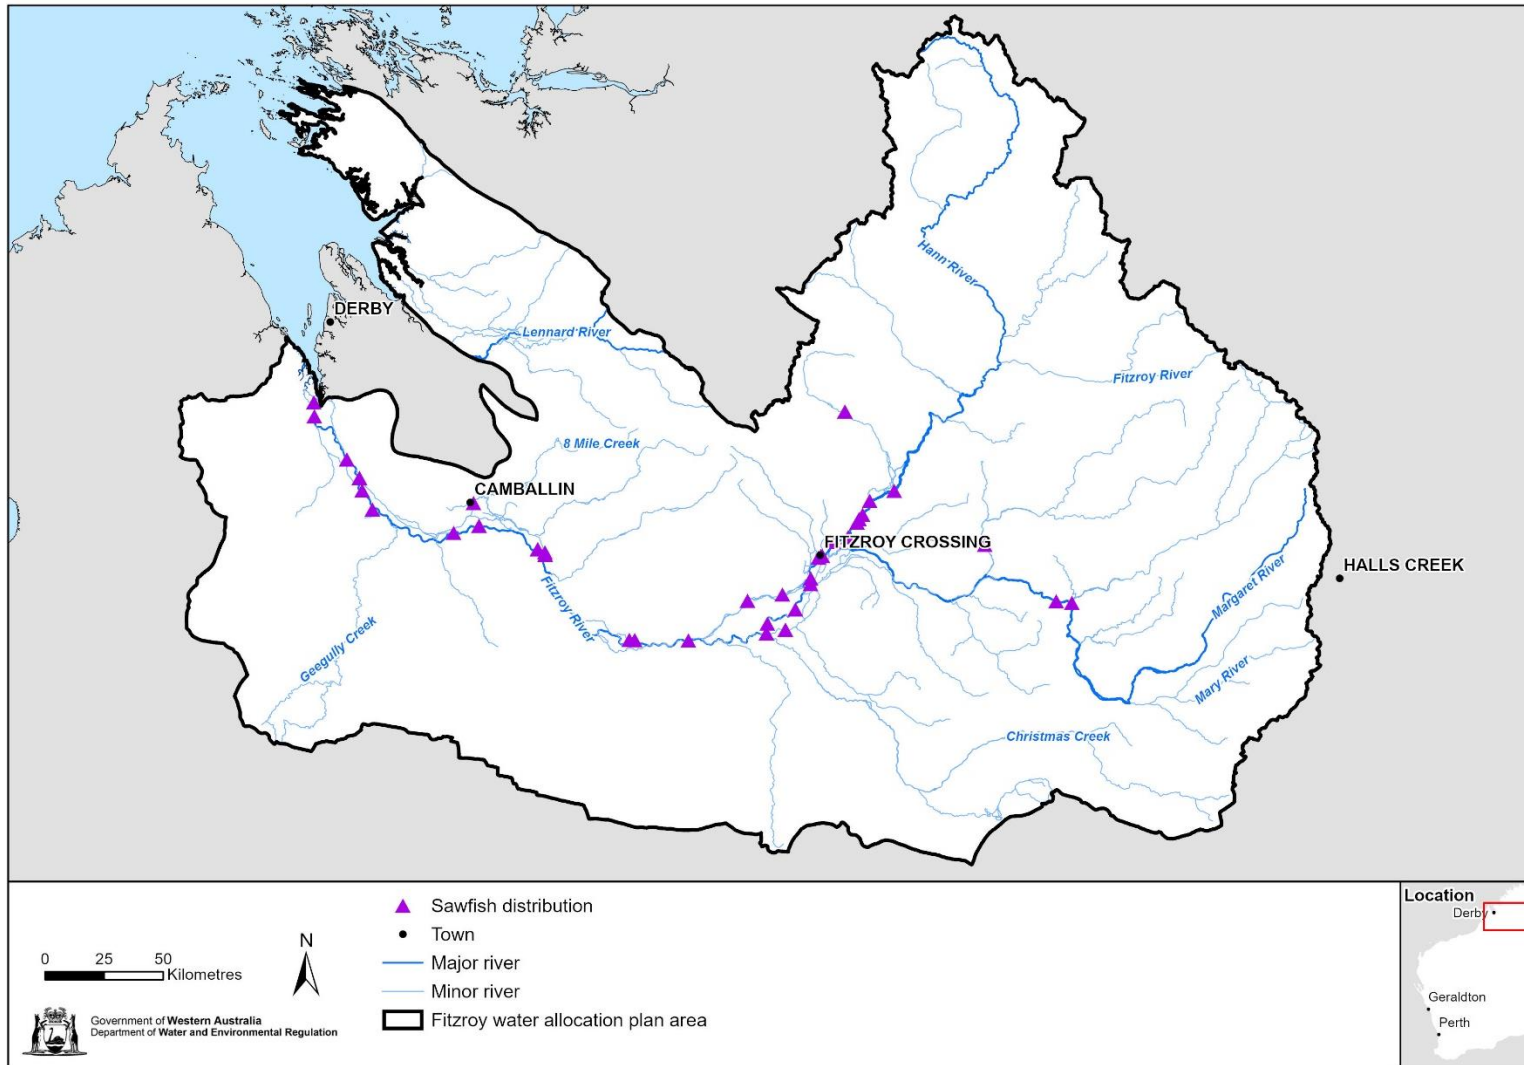 Hann River
DERBY
Lennard River
Fitzroy River
8 Mile Creek
CAMBALLIN
FITZROY CROSSING
HALLS CREEK
Margaret River
Fitzroy River
Geegully Creek
Mary River
Christmas Creek
Sawfish distribution
Town
Major river
Minor river
Fitzroy water allocation plan area
N
0 25 50
Kilometres
Government of Western Australia
Department of Water and Environmental Regulation
Location
Derby
Geraldton
Perth